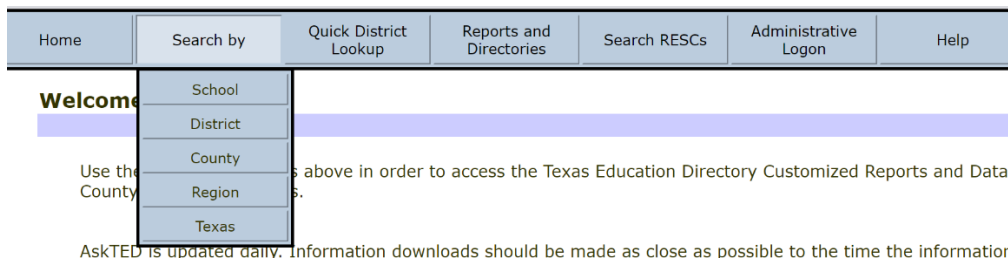 Home
Search by
Quick District
Lookup
Reports and
Directories
Search RESCs
Administrative
Logon
Help
School
District
County
Region
Texas
Welcome
Use the
above in order to access the Texas Education Directory Customized Reports and Data
County
AskTED is updated daily. Information downloads should be made as close as possible to the time the information